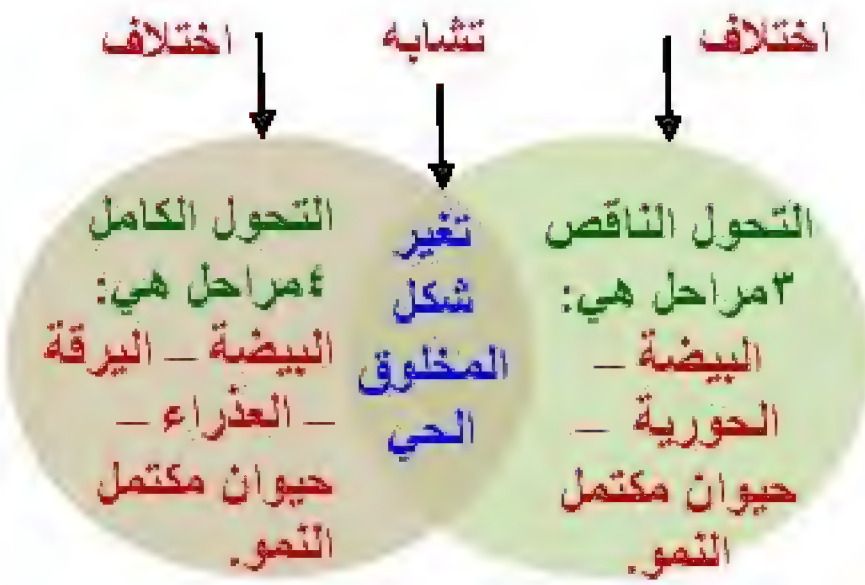 اختلاف
تشابه
اختلاف
التحول الناقص
٣مراحل هي:
البيضة –
الحورية –
حيوان مكتمل
النمو.
تغير
شكل
المخلوق
الحي
التحول الكامل
٤مراحل هي:
البيضة – اليرقة
– العذراء –
حيوان مكتمل
النمو.